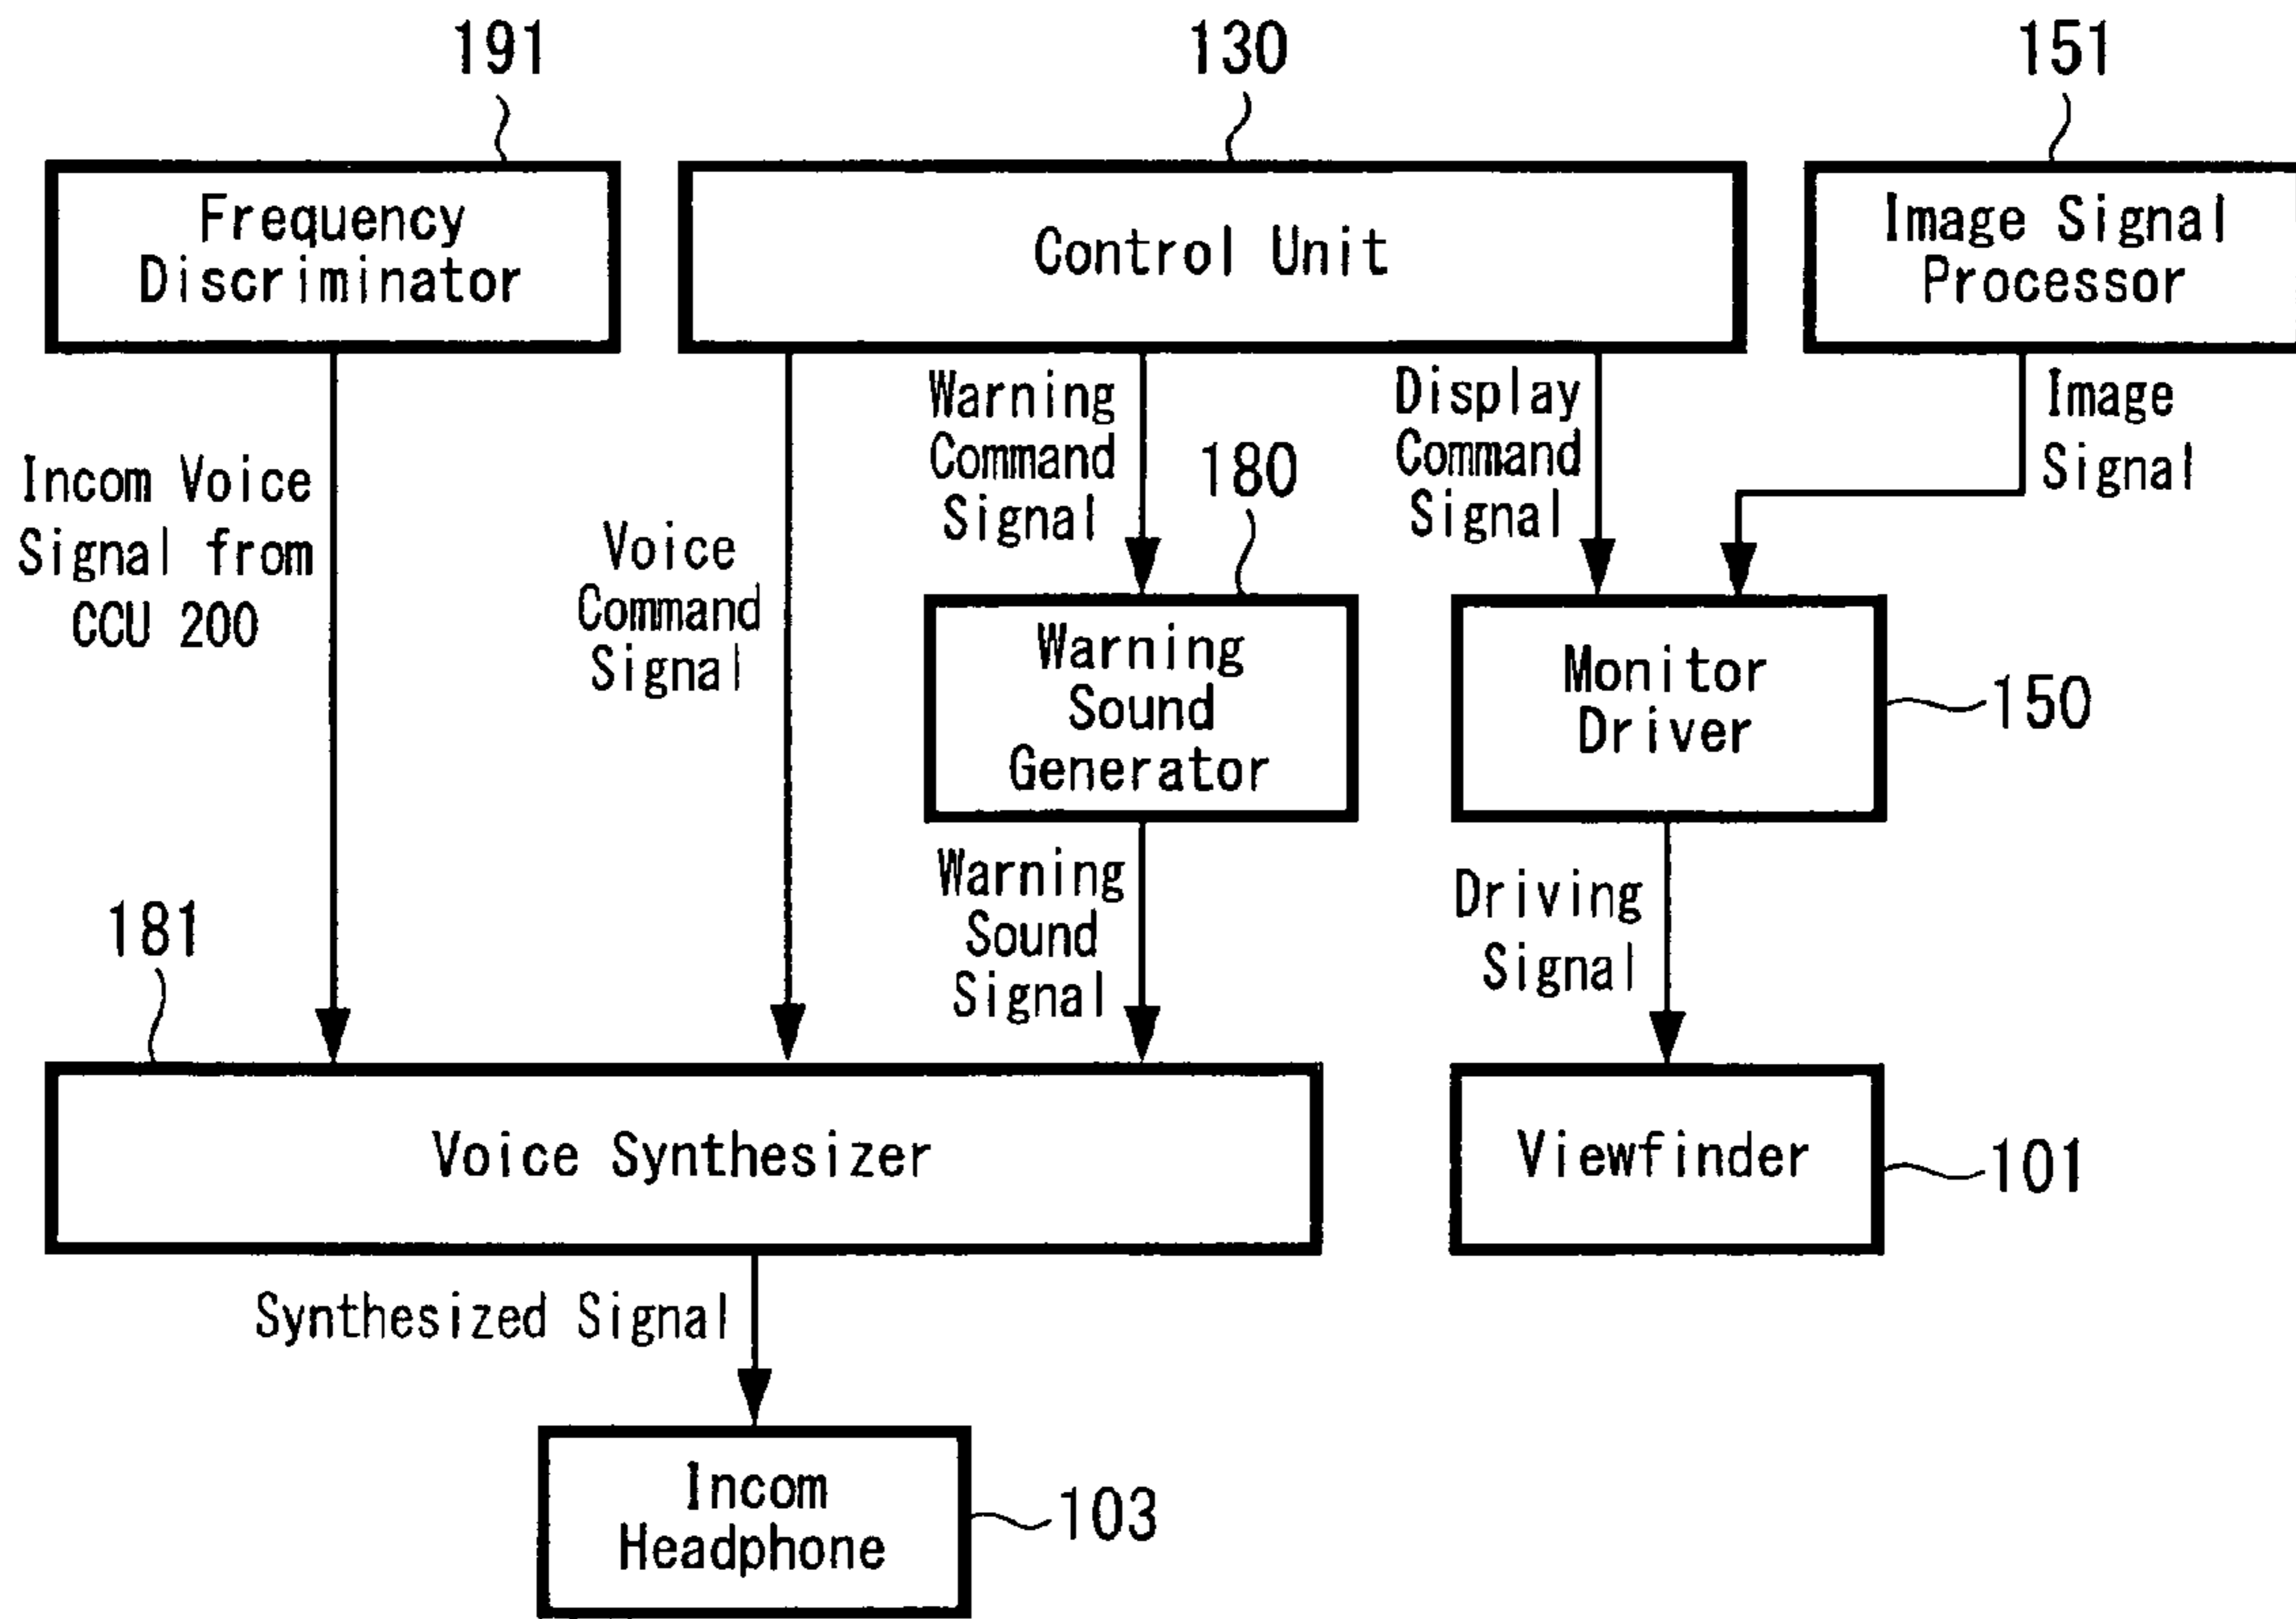 191
130
151
Frequency
Discriminator
Control Unit
Image Signal
Processor
Incom Voice
Signal from
CCU 200
Voice
Command
Signal
Warning
Command
Signal
180
Display
Command
Signal
Image
Signal
Warning
Sound
Generator
Monitor
Driver
150
181
Warning
Sound
Signal
Driving
Signal
Voice Synthesizer
Viewfinder
101
Synthesized Signal
Incom
Headphone
103